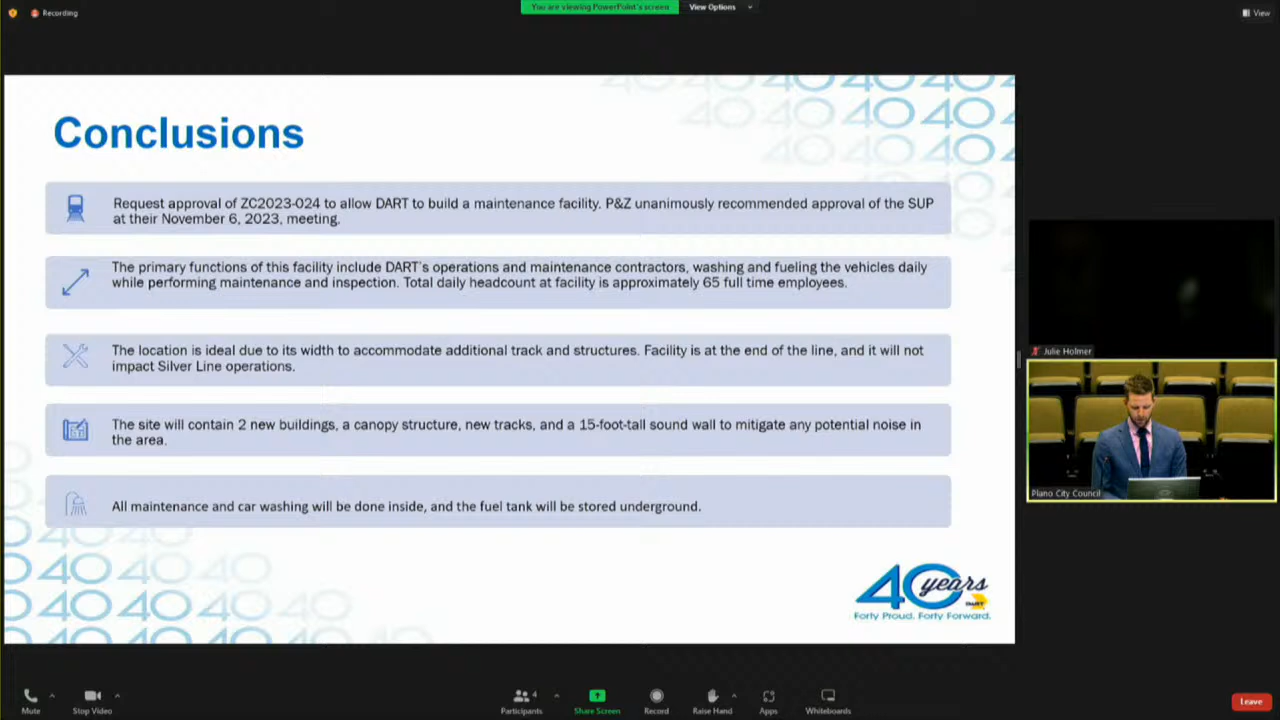 Recording
You are viewing PowerPoint's screen
View Options
View
Conclusions
Request approval of ZC2023-024 to allow DART to build a maintenance facility. P&Z unanimously recommended approval of the SUP
at their November 6, 2023, meeting.
The primary functions of this facility include DART's operations and maintenance contractors, washing and fueling the vehicles daily
while performing maintenance and inspection. Total daily headcount at facility is approximately 65 full time employees.
The location is ideal due to its width to accommodate additional track and structures. Facility is at the end of the line, and it will not
impact Silver Line operations.
The site will contain 2 new buildings, a canopy structure, new tracks, and a 15-foot-tall sound wall to mitigate any potential noise in
the area.
All maintenance and car washing will be done inside, and the fuel tank will be stored underground.
40 years
DART
Forty Proud. Forty Forward.
Julie Holmer
Plano City Council
Mute
Stop Video
Participants
4
Share Screen
Record
Raise Hand
Apps
Whiteboards
Leave